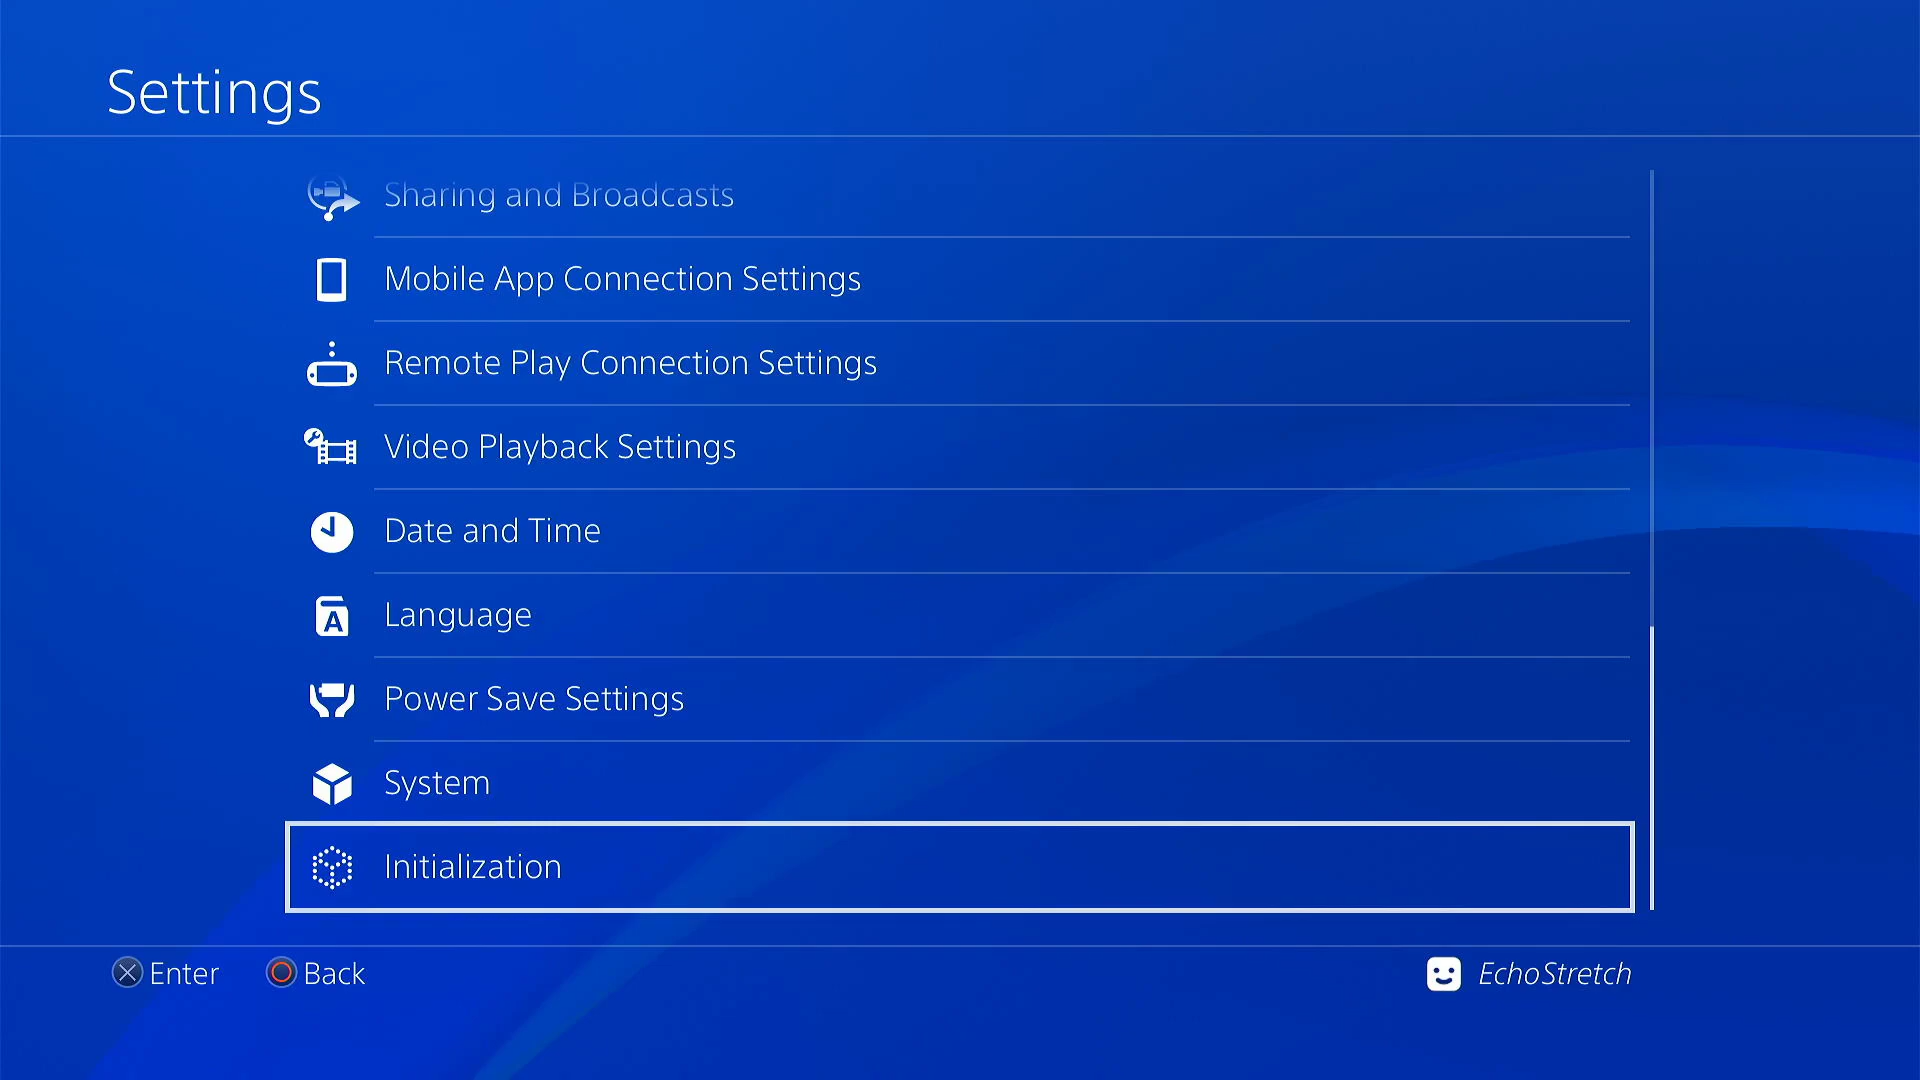 Settings
Sharing and Broadcasts
Mobile App Connection Settings
Remote Play Connection Settings
Video Playback Settings
Date and Time
Language
Power Save Settings
System
Initialization
Enter Back EchoStretch